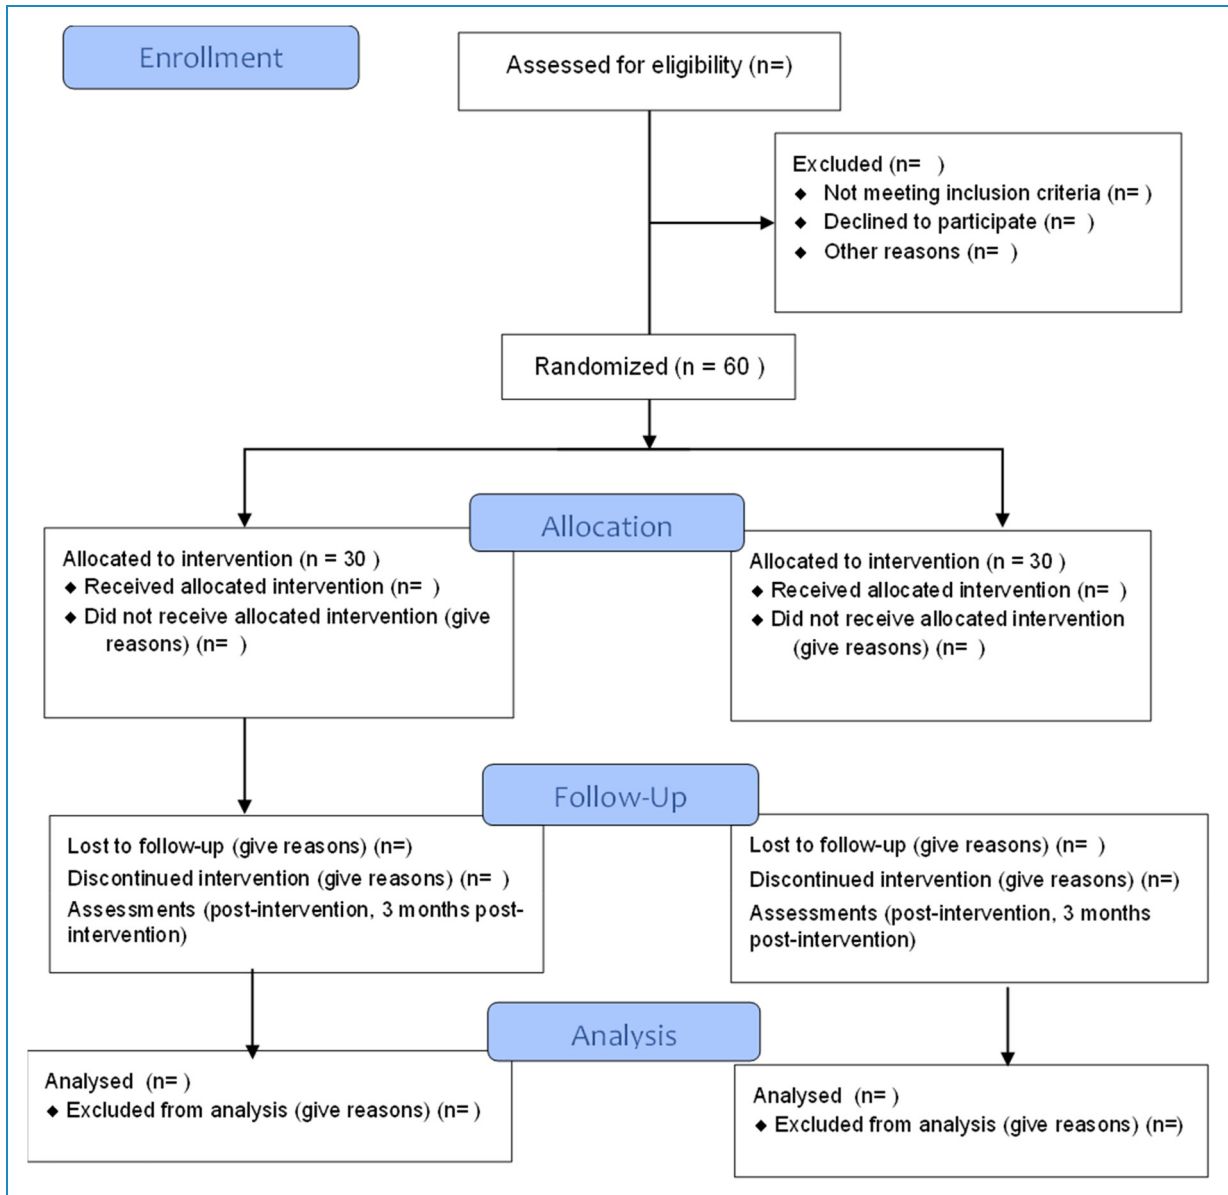 Enrollment
Assessed for eligibility (n=)
Excluded (n=  )
◆ Not meeting inclusion criteria (n= )
◆ Declined to participate (n=  )
◆ Other reasons (n=  )
Randomized (n = 60 )
Allocation
Allocated to intervention (n = 30 )
◆ Received allocated intervention (n=  )
◆ Did not receive allocated intervention (give
reasons) (n=  )
Allocated to intervention (n = 30 )
◆ Received allocated intervention (n=  )
◆ Did not receive allocated intervention
(give reasons) (n=  )
Follow-Up
Lost to follow-up (give reasons) (n=)
Discontinued intervention (give reasons) (n=  )
Assessments (post-intervention, 3 months post-
intervention)
Lost to follow-up (give reasons) (n=  )
Discontinued intervention (give reasons) (n=)
Assessments (post-intervention, 3 months
post-intervention)
Analysis
Analysed  (n= )
◆ Excluded from analysis (give reasons) (n= )
Analysed  (n= )
◆ Excluded from analysis (give reasons) (n=)